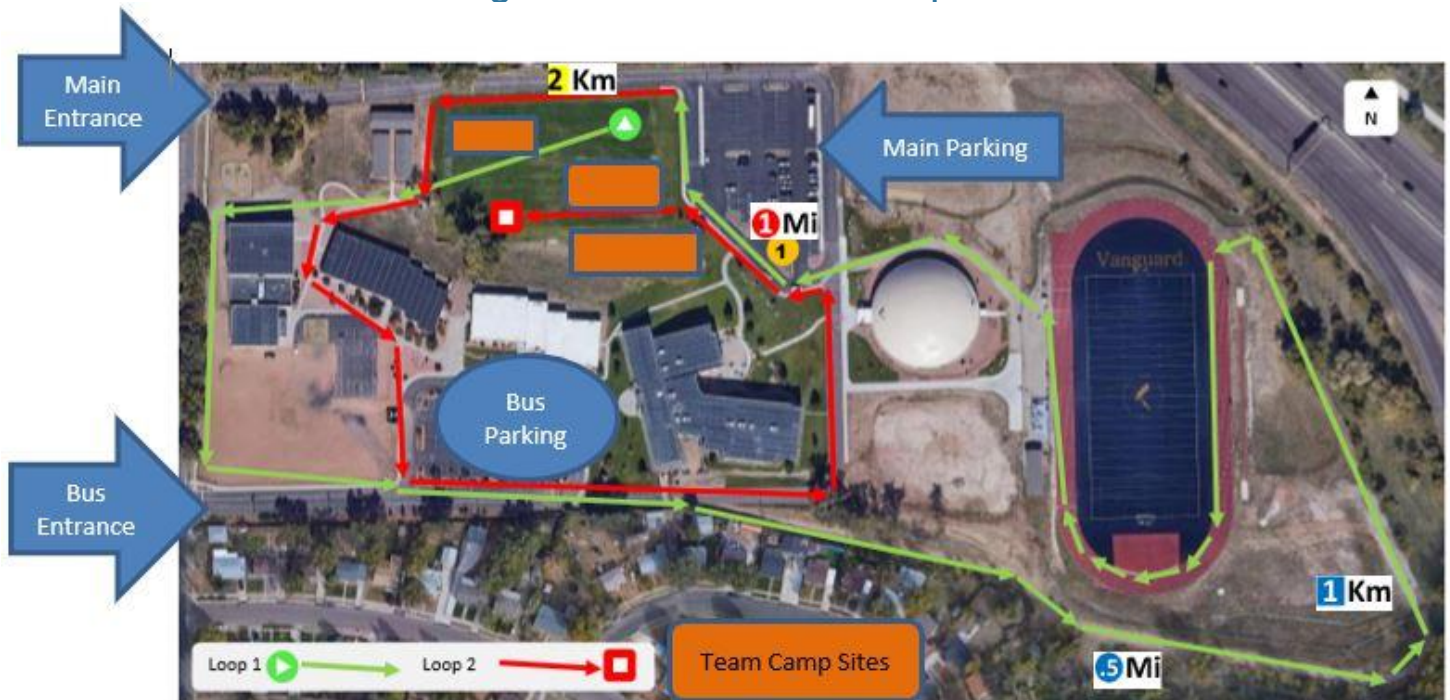 Main
Entrance
2 Km
N
Main Parking
1 Mi
1
Vanguard
Bus
Parking
Bus
Entrance
1 Km
Loop 1
Loop 2
Team Camp Sites
.5 Mi